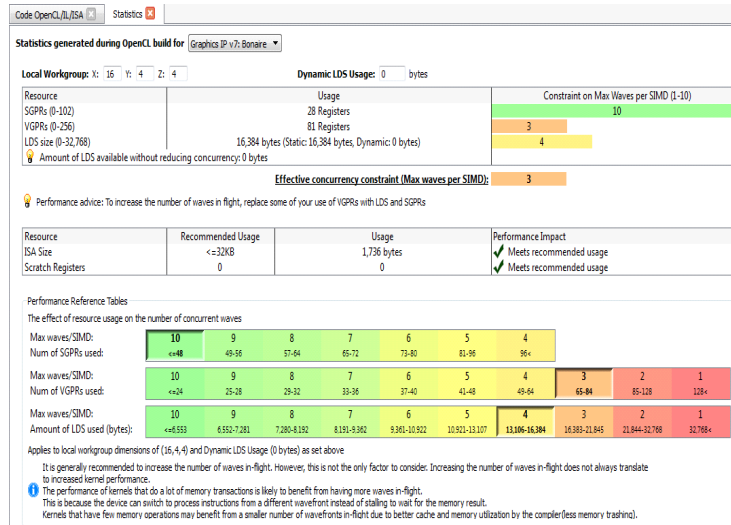 Code OpenCL/IL/ISA Statistics
Statistics generated during OpenCL build for Graphics IP v7: Bonaire
Local Workgroup: X: 16 Y: 4 Z: 4 Dynamic LDS Usage: 0 bytes
Resource Usage Constraint on Max Waves per SIMD (1-10)
SGPRs (0-102) 28 Registers 10
VGPRs (0-256) 81 Registers 3
LDS size (0-32,768) 16,384 bytes (Static: 16,384 bytes, Dynamic: 0 bytes) 4
Amount of LDS available without reducing concurrency: 0 bytes
Effective concurrency constraint (Max waves per SIMD): 3
Performance advice: To increase the number of waves in flight, replace some of your use of VGPRs with LDS and SGPRs
Resource Recommended Usage Usage Performance Impact
ISA Size <=32KB 1,736 bytes Meets recommended usage
Scratch Registers 0 0 Meets recommended usage
Performance Reference Tables
The effect of resource usage on the number of concurrent waves
Max waves/SIMD: 10 9 8 7 6 5 4
Num of SGPRs used: <=48 49-56 57-64 65-72 73-80 81-96 96<
Max waves/SIMD: 10 9 8 7 6 5 4 3 2 1
Num of VGPRs used: <=24 25-28 29-32 33-36 37-40 41-48 49-64 65-84 85-128 128<
Max waves/SIMD: 10 9 8 7 6 5 4 3 2 1
Amount of LDS used (bytes): <=6,553 6,552-7,281 7,280-8,192 8,191-9,362 9,361-10,922 10,921-13,107 13,106-16,384 16,383-21,845 21,844-32,768 32,768<
Applies to local workgroup dimensions of (16,4,4) and Dynamic LDS Usage (0 bytes) as set above
It is generally recommended to increase the number of waves in-flight. However, this is not the only factor to consider. Increasing the number of waves in-flight does not always translate
to increased kernel performance.
The performance of kernels that do a lot of memory transactions is likely to benefit from having more waves in-flight.
This is because the device can switch to process instructions from a different wavefront instead of stalling to wait for the memory result.
Kernels that have few memory operations may benefit from a smaller number of wavefronts in-flight due to better cache and memory utilization by the compiler(less memory trashing).